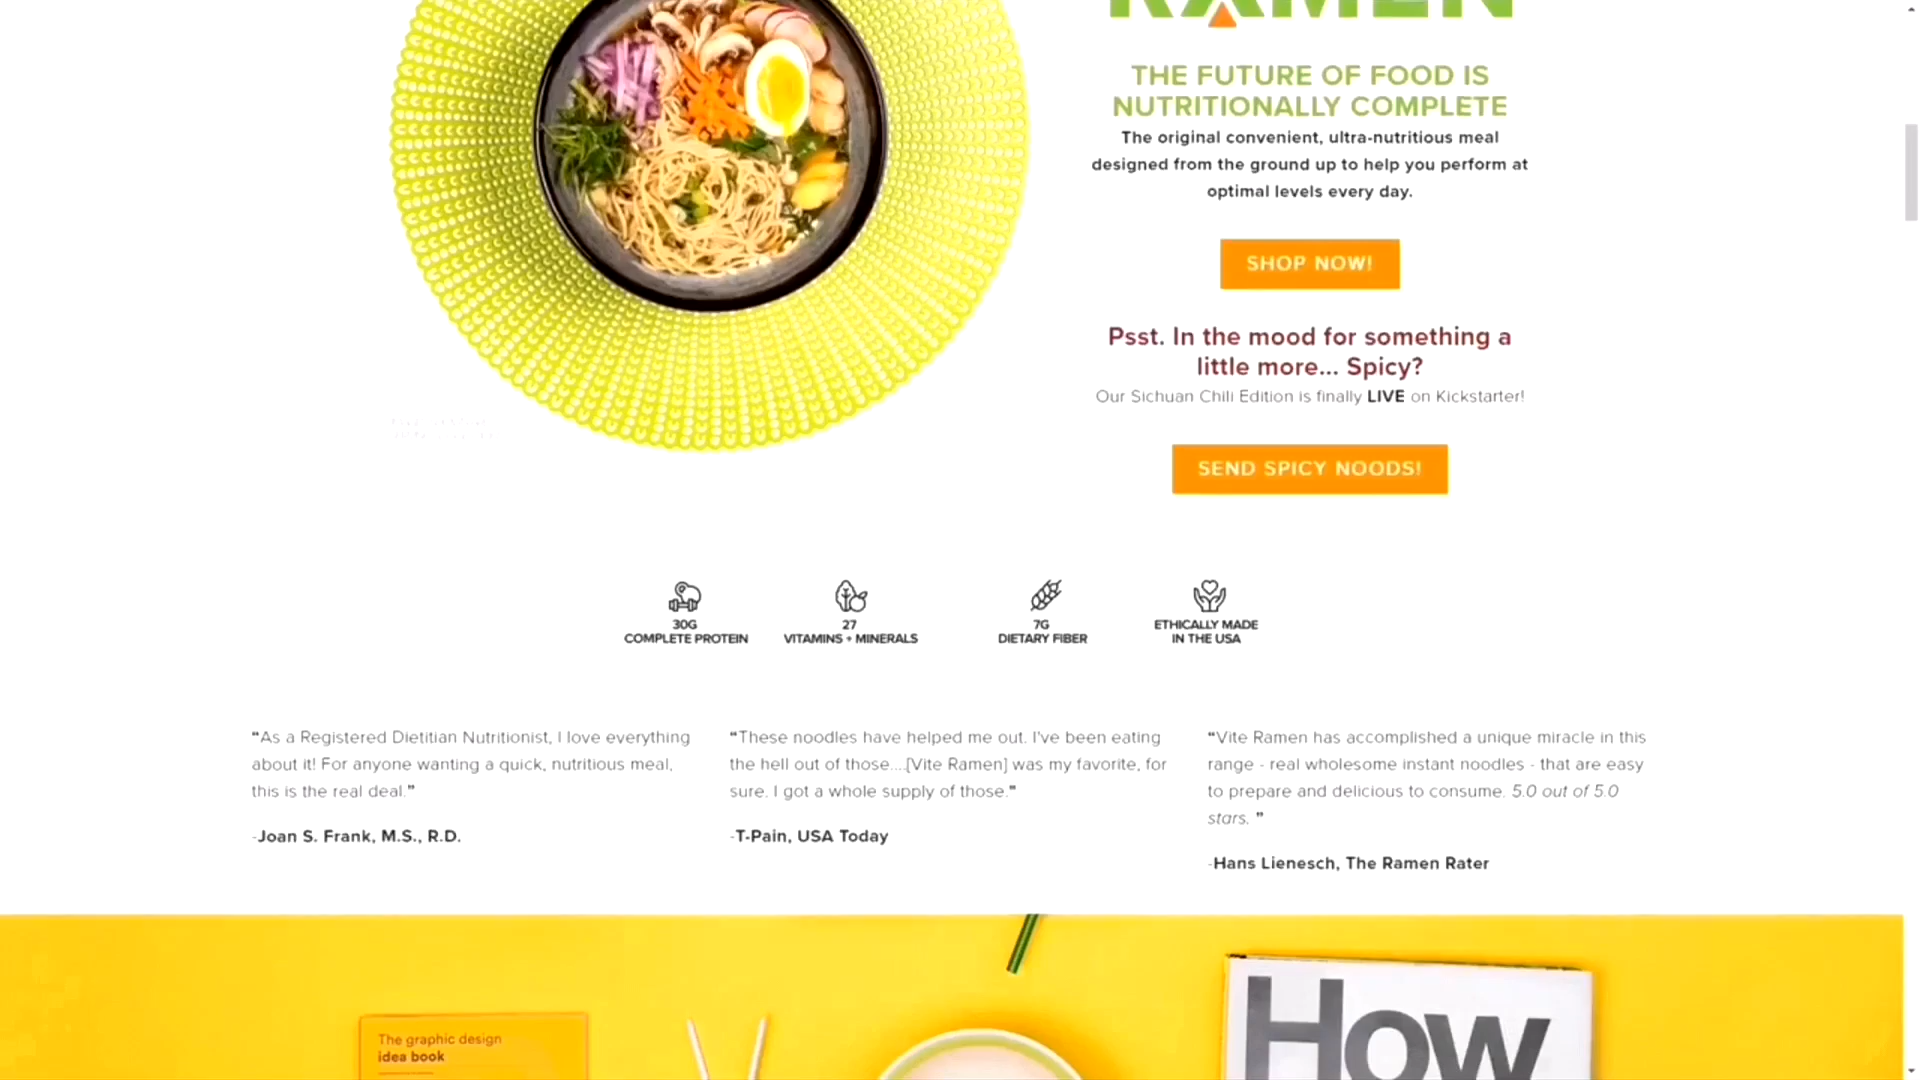 RAMEN
THE FUTURE OF FOOD IS
NUTRITIONALLY COMPLETE
The original convenient, ultra-nutritious meal
designed from the ground up to help you perform at
optimal levels every day.
SHOP NOW!
Psst. In the mood for something a
little more... Spicy?
Our Sichuan Chili Edition is finally LIVE on Kickstarter!
SEND SPICY NOODS!
30G
COMPLETE PROTEIN
27
VITAMINS + MINERALS
7G
DIETARY FIBER
ETHICALLY MADE
IN THE USA
“As a Registered Dietitian Nutritionist, I love everything
about it! For anyone wanting a quick, nutritious meal,
this is the real deal.”
-Joan S. Frank, M.S., R.D.
“These noodles have helped me out. I've been eating
the hell out of those....[Vite Ramen] was my favorite, for
sure. I got a whole supply of those.”
-T-Pain, USA Today
“Vite Ramen has accomplished a unique miracle in this
range - real wholesome instant noodles - that are easy
to prepare and delicious to consume. 5.0 out of 5.0
stars. ”
-Hans Lienesch, The Ramen Rater
The graphic design
idea book
How